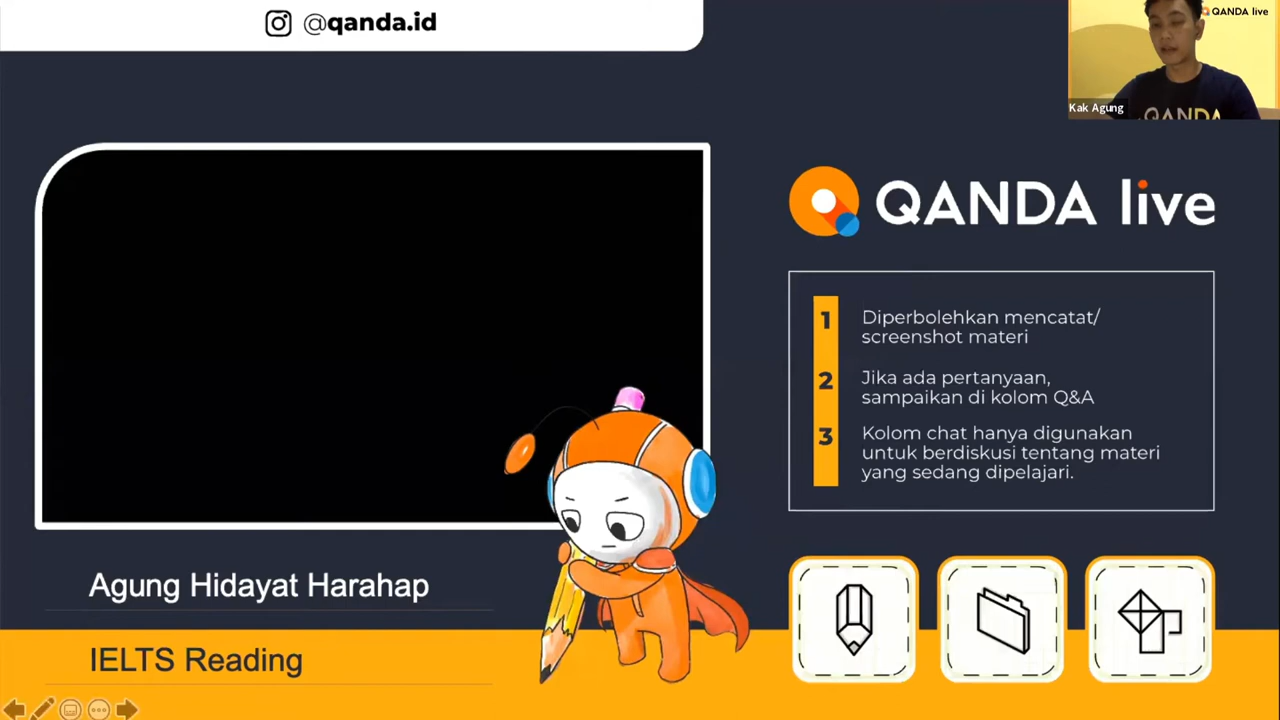 @qanda.id
QANDA live
Kak Agung
QANDA
QANDA live
1 Diperbolehkan mencatat/
screenshot materi
2 Jika ada pertanyaan,
sampaikan di kolom Q&A
3 Kolom chat hanya digunakan
untuk berdiskusi tentang materi
yang sedang dipelajari.
Agung Hidayat Harahap
IELTS Reading